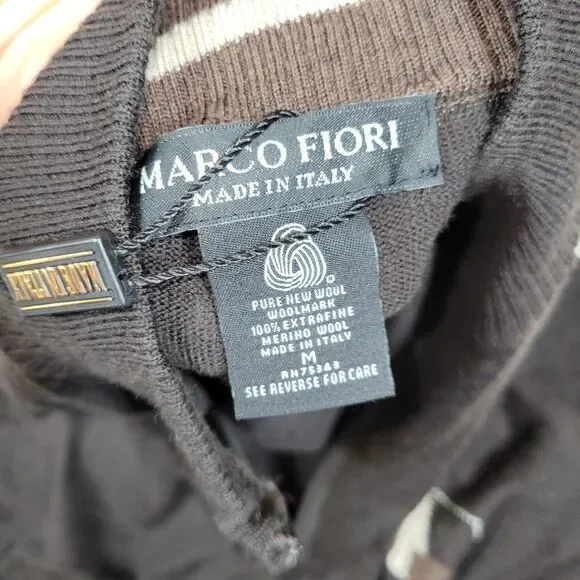 MARCO FIORI
MADE IN ITALY
PURE NEW WOOL
WOOLMARK
100% EXTRAFINE
MERINO WOOL
MADE IN ITALY
M
RN75343
SEE REVERSE FOR CARE